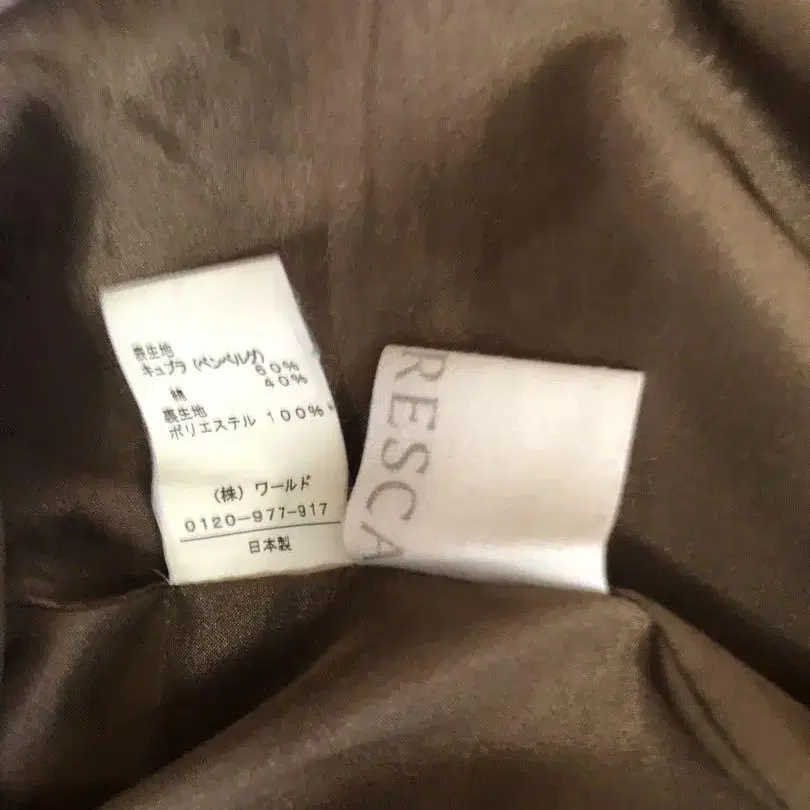 表生地
キュプラ (ベンベルグ)
60%
綿 40%
裏生地
ポリエステル 100%
(株) ワールド
0120-977-917
日本製
RESCA